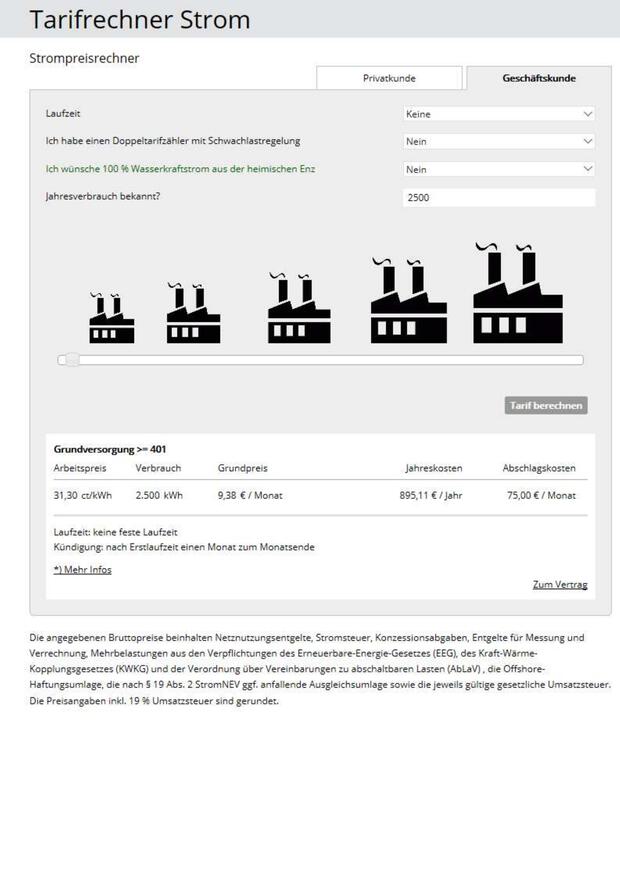 Tarifrechner Strom
Strompreisrechner
Privatkunde Geschäftskunde
Laufzeit Keine
Ich habe einen Doppeltarifzähler mit Schwachlastregelung Nein
Ich wünsche 100 % Wasserkraftstrom aus der heimischen Enz Nein
Jahresverbrauch bekannt? 2500
Tarif berechnen
Grundversorgung >= 401
Arbeitspreis Verbrauch Grundpreis Jahreskosten Abschlagskosten
31,30 ct/kWh 2.500 kWh 9,38 € / Monat 895,11 € / Jahr 75,00 € / Monat
Laufzeit: keine feste Laufzeit
Kündigung: nach Erstlaufzeit einen Monat zum Monatsende
*) Mehr Infos
Zum Vertrag
Die angegebenen Bruttopreise beinhalten Netznutzungsentgelte, Stromsteuer, Konzessionsabgaben, Entgelte für Messung und
Verrechnung, Mehrbelastungen aus den Verpflichtungen des Erneuerbare-Energie-Gesetzes (EEG), des Kraft-Wärme-
Kopplungsgesetzes (KWKG) und der Verordnung über Vereinbarungen zu abschaltbaren Lasten (AbLaV) , die Offshore-
Haftungsumlage, die nach § 19 Abs. 2 StromNEV ggf. anfallende Ausgleichsumlage sowie die jeweils gültige gesetzliche Umsatzsteuer.
Die Preisangaben inkl. 19 % Umsatzsteuer sind gerundet.